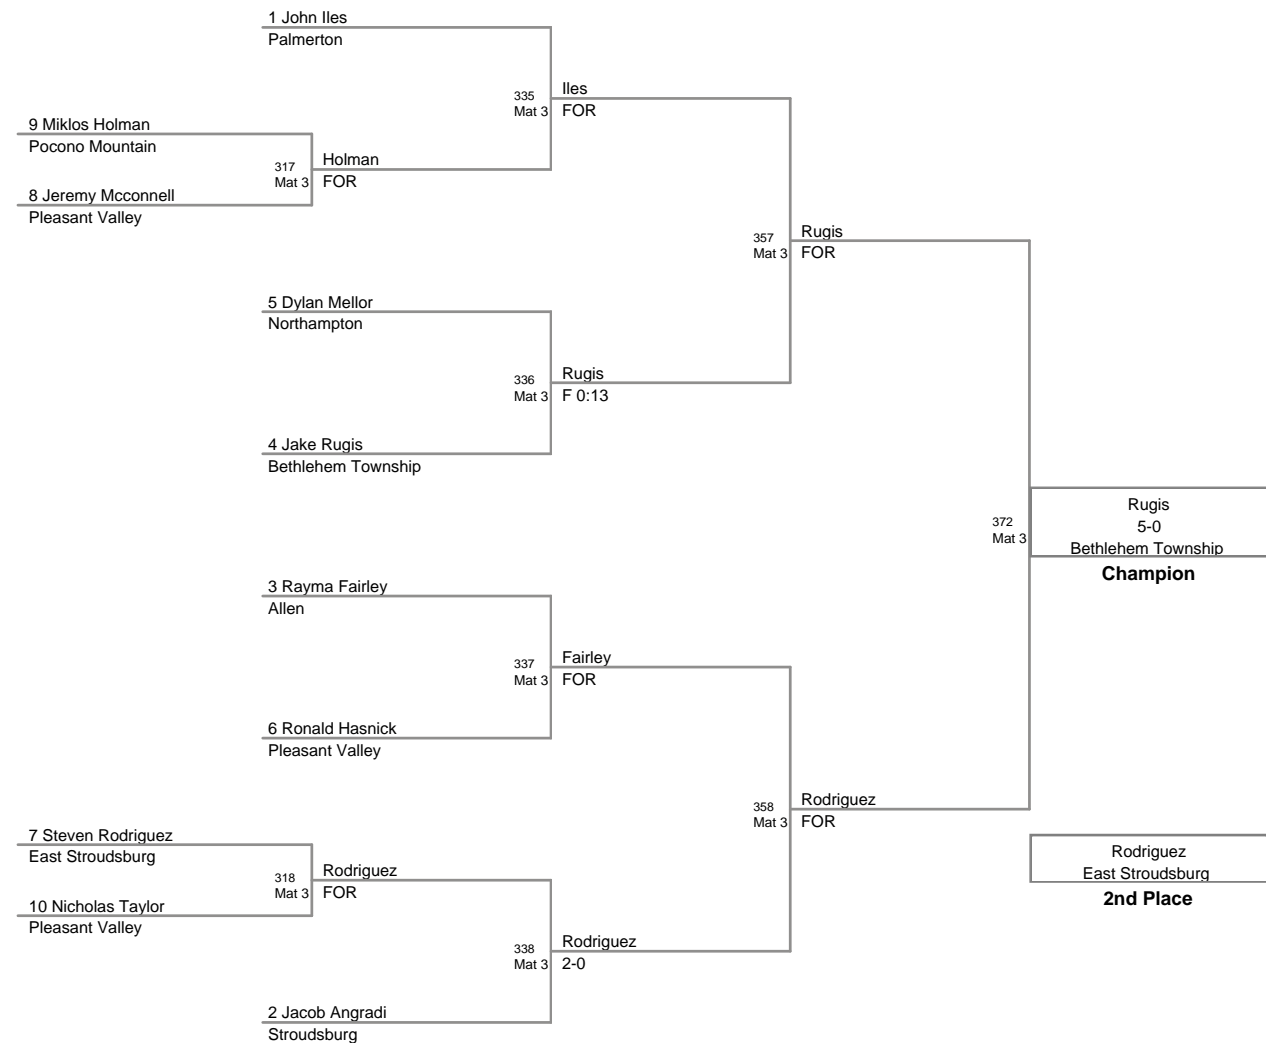 1 John Iles
Palmerton
335
Mat 3
Iles
FOR
9 Miklos Holman
Pocono Mountain
317
Mat 3
Holman
FOR
8 Jeremy Mcconnell
Pleasant Valley
357
Mat 3
Rugis
FOR
5 Dylan Mellor
Northampton
336
Mat 3
Rugis
F 0:13
4 Jake Rugis
Bethlehem Township
372
Mat 3
Rugis
5-0
Bethlehem Township
Champion
3 Rayma Fairley
Allen
337
Mat 3
Fairley
FOR
6 Ronald Hasnick
Pleasant Valley
358
Mat 3
Rodriguez
FOR
7 Steven Rodriguez
East Stroudsburg
318
Mat 3
Rodriguez
FOR
10 Nicholas Taylor
Pleasant Valley
Rodriguez
East Stroudsburg
2nd Place
338
Mat 3
Rodriguez
2-0
2 Jacob Angradi
Stroudsburg